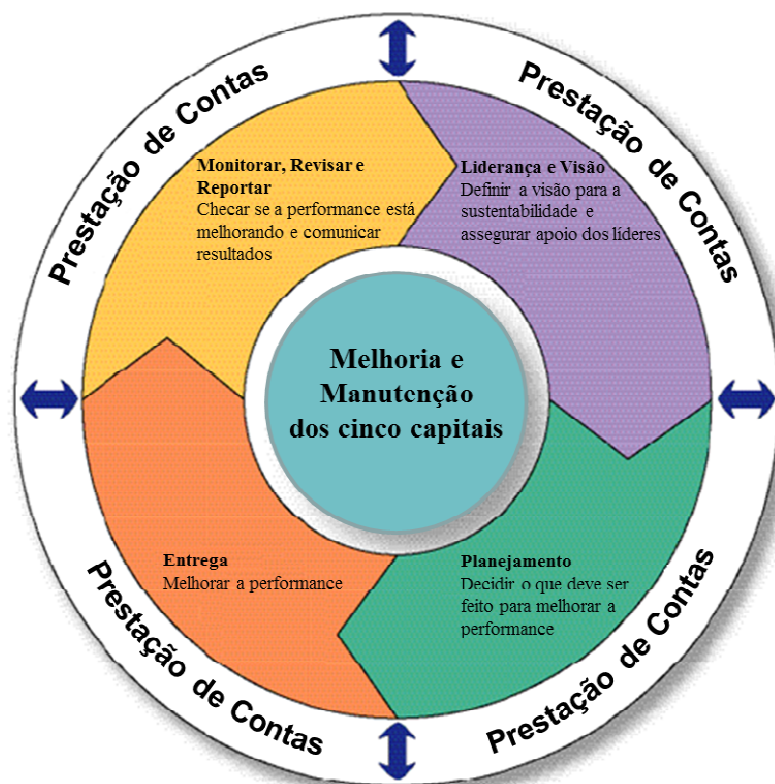 Prestação de Contas
Prestação de Contas
Monitorar, Revisar e
Reportar
Checar se a performance está
melhorando e comunicar
resultados
Liderança e Visão
Definir a visão para a
sustentabilidade e
assegurar apoio dos líderes
Melhoria e
Manutenção
dos cinco capitais
Entrega
Melhorar a performance
Planejamento
Decidir o que deve ser
feito para melhorar a
performance
Prestação de Contas
Prestação de Contas